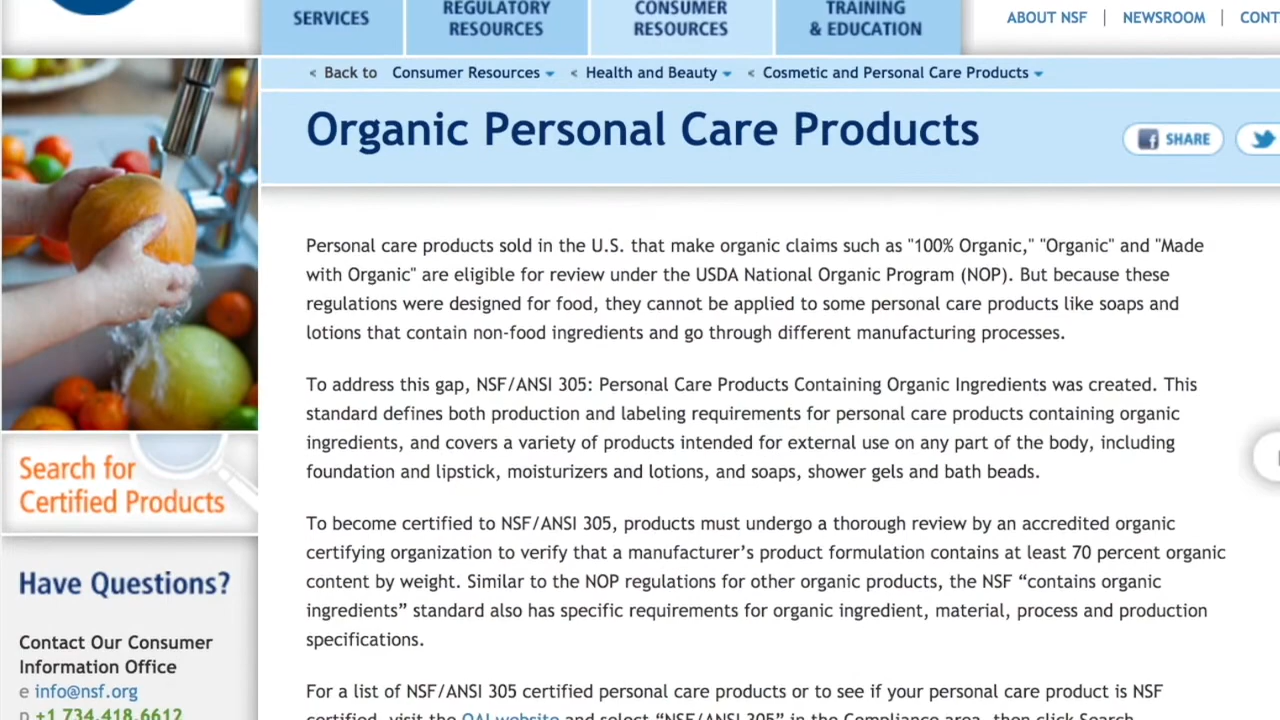 SERVICES
REGULATORY
RESOURCES
CONSUMER
RESOURCES
TRAINING
& EDUCATION
ABOUT NSF | NEWSROOM | CONT
< Back to Consumer Resources < Health and Beauty < Cosmetic and Personal Care Products
Organic Personal Care Products
SHARE
Personal care products sold in the U.S. that make organic claims such as "100% Organic," "Organic" and "Made
with Organic" are eligible for review under the USDA National Organic Program (NOP). But because these
regulations were designed for food, they cannot be applied to some personal care products like soaps and
lotions that contain non-food ingredients and go through different manufacturing processes.
To address this gap, NSF/ANSI 305: Personal Care Products Containing Organic Ingredients was created. This
standard defines both production and labeling requirements for personal care products containing organic
ingredients, and covers a variety of products intended for external use on any part of the body, including
foundation and lipstick, moisturizers and lotions, and soaps, shower gels and bath beads.
To become certified to NSF/ANSI 305, products must undergo a thorough review by an accredited organic
certifying organization to verify that a manufacturer’s product formulation contains at least 70 percent organic
content by weight. Similar to the NOP regulations for other organic products, the NSF “contains organic
ingredients” standard also has specific requirements for organic ingredient, material, process and production
specifications.
For a list of NSF/ANSI 305 certified personal care products or to see if your personal care product is NSF
certified, visit the QAI website and select “NSF/ANSI 305” in the Compliance area, then click Search
Search for
Certified Products
Have Questions?
Contact Our Consumer
Information Office
e info@nsf.org
p +1 734.418.6612